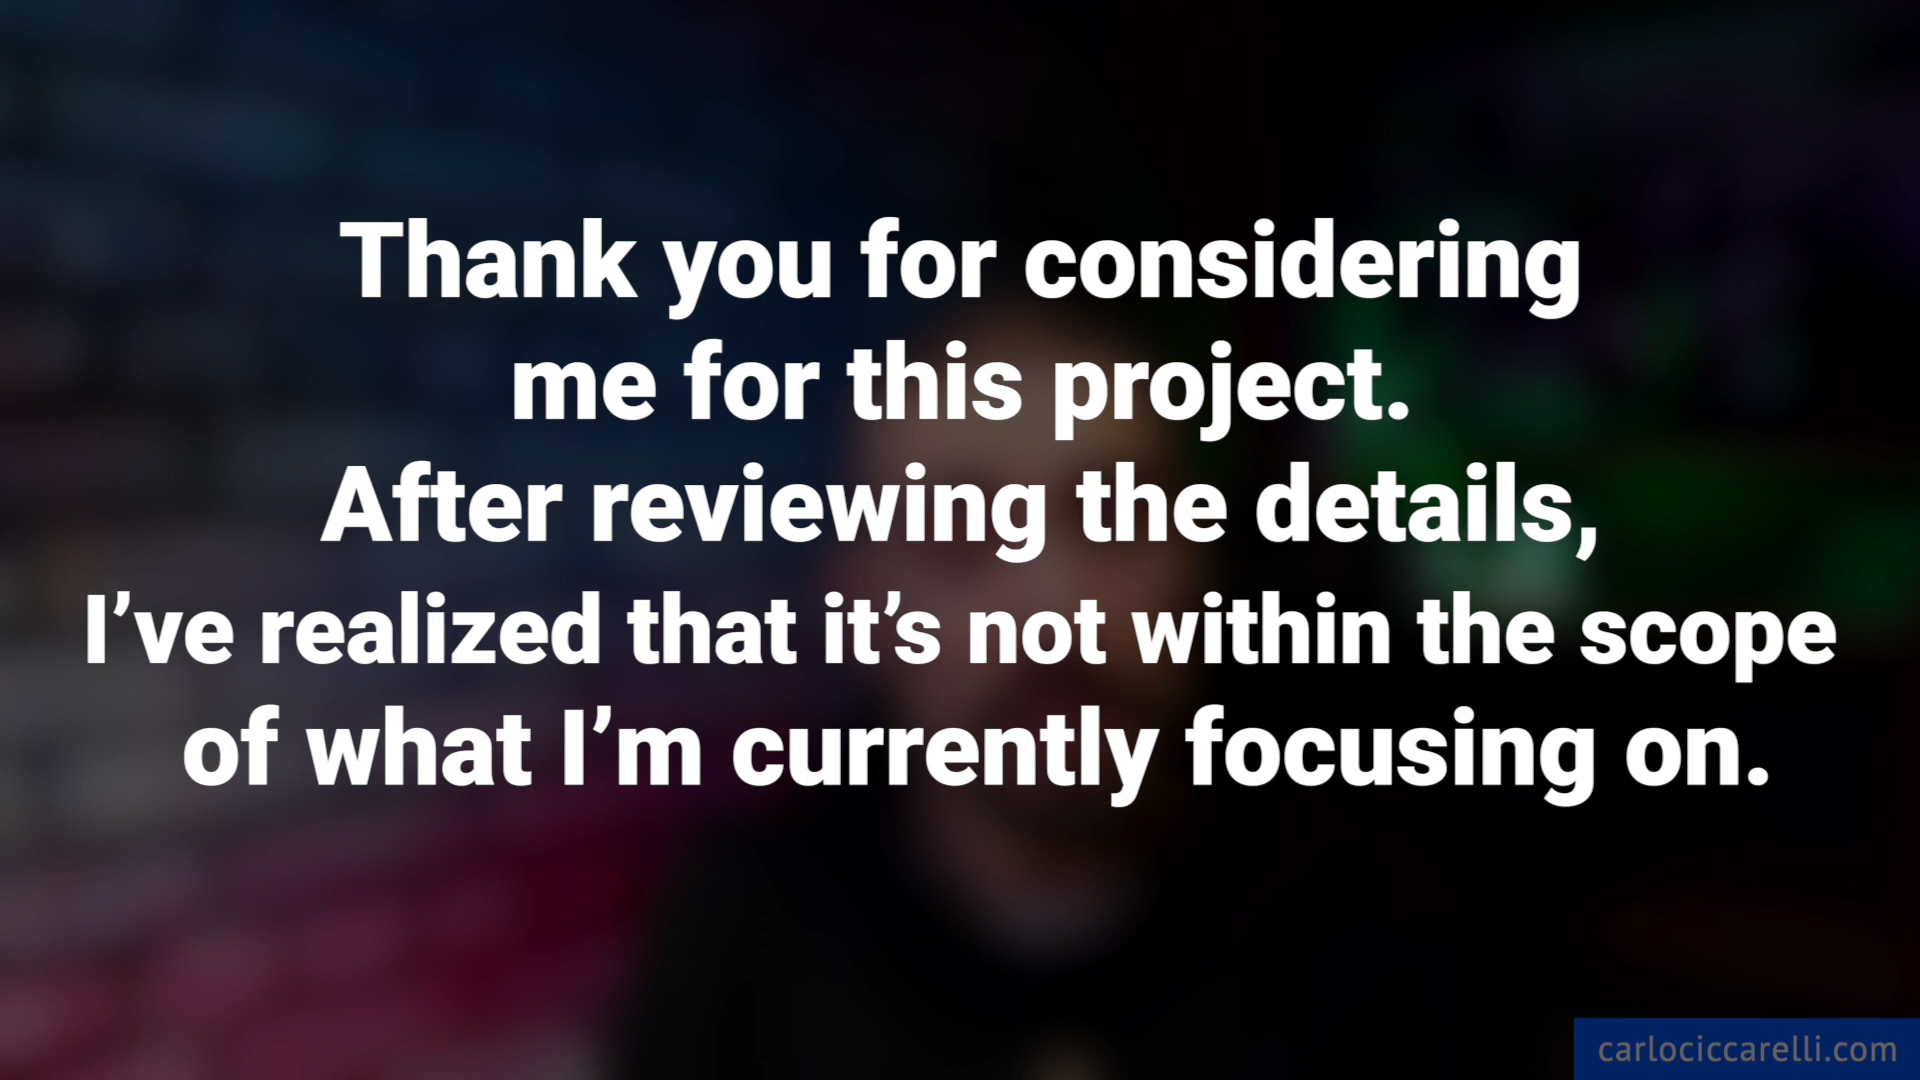 Thank you for considering
me for this project.
After reviewing the details,
I’ve realized that it’s not within the scope
of what I’m currently focusing on.
carlociccarelli.com